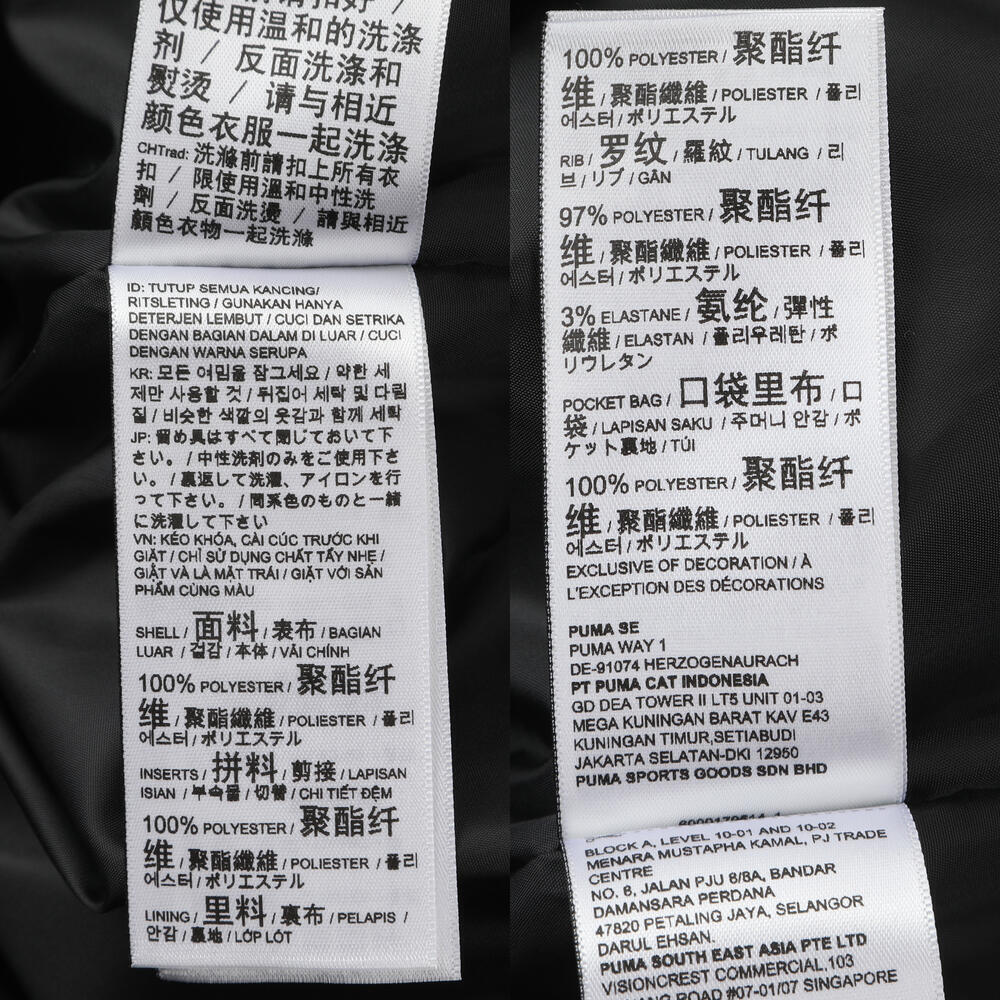 仅使用温和的洗涤
剂 / 反面洗涤和
熨烫 / 请与相近
颜色衣服一起洗涤
CHTrad: 洗滌前請扣上所有衣
扣 / 限使用溫和中性洗
劑 / 反面洗燙 / 請與相近
顏色衣物一起洗滌
ID: TUTUP SEMUA KANCING/
RITSLETING / GUNAKAN HANYA
DETERJEN LEMBUT / CUCI DAN SETRIKA
DENGAN BAGIAN DALAM DI LUAR / CUCI
DENGAN WARNA SERUPA
KR: 모든 여밈을 잠그세요 / 약한 세
제만 사용할 것 / 뒤집어 세탁 및 다림
질 / 비슷한 색깔의 옷감과 함께 세탁
JP: 留め具はすべて閉じておいて下
さい。 / 中性洗剤のみをご使用下さ
い。 / 裏返して洗濯、アイロンを行
って下さい。 / 同系色のものと一緒
に洗濯して下さい
VN: KÉO KHÓA, CÀI CÚC TRƯỚC KHI
GIẶT / CHỈ SỬ DỤNG CHẤT TẨY NHẸ /
GIẶT VÀ LÀ MẶT TRÁI / GIẶT VỚI SẢN
PHẨM CÙNG MÀU
SHELL / 面料 / 表布 / BAGIAN
LUAR / 겉감 / 本体 / VẢI CHÍNH
100% POLYESTER / 聚酯纤
维 / 聚酯纖維 / POLIESTER / 폴리
에스터 / ポリエステル
INSERTS / 拼料 / 剪接 / LAPISAN
ISIAN / 부속물 / 切替 / CHI TIẾT ĐỆM
100% POLYESTER / 聚酯纤
维 / 聚酯纖維 / POLIESTER / 폴리
에스터 / ポリエステル
LINING / 里料 / 裏布 / PELAPIS /
안감 / 裏地 / LỚP LÓT
100% POLYESTER / 聚酯纤
维 / 聚酯纖維 / POLIESTER / 폴리
에스터 / ポリエステル
RIB / 罗纹 / 羅紋 / TULANG / 리
브 / リブ / GÂN
97% POLYESTER / 聚酯纤
维 / 聚酯纖維 / POLIESTER / 폴리
에스터 / ポリエステル
3% ELASTANE / 氨纶 / 彈性
纖維 / ELASTAN / 폴리우레탄 / ポ
リウレタン
POCKET BAG / 口袋里布 / 口
袋 / LAPISAN SAKU / 주머니 안감 / ポ
ケット裏地 / TÚI
100% POLYESTER / 聚酯纤
维 / 聚酯纖維 / POLIESTER / 폴리
에스터 / ポリエステル
EXCLUSIVE OF DECORATION / À
L'EXCEPTION DES DÉCORATIONS
PUMA SE
PUMA WAY 1
DE-91074 HERZOGENAURACH
PT PUMA CAT INDONESIA
GD DEA TOWER II LT5 UNIT 01-03
MEGA KUNINGAN BARAT KAV E43
KUNINGAN TIMUR,SETIABUDI
JAKARTA SELATAN-DKI 12950
PUMA SPORTS GOODS SDN BHD
BLOCK A, LEVEL 10-01 AND 10-02
MENARA MUSTAPHA KAMAL, PJ TRADE
CENTRE
NO. 8, JALAN PJU 8/8A, BANDAR
DAMANSARA PERDANA
47820 PETALING JAYA, SELANGOR
DARUL EHSAN.
PUMA SOUTH EAST ASIA PTE LTD
VISIONCREST COMMERCIAL,103
ROAD #07-01/07 SINGAPORE